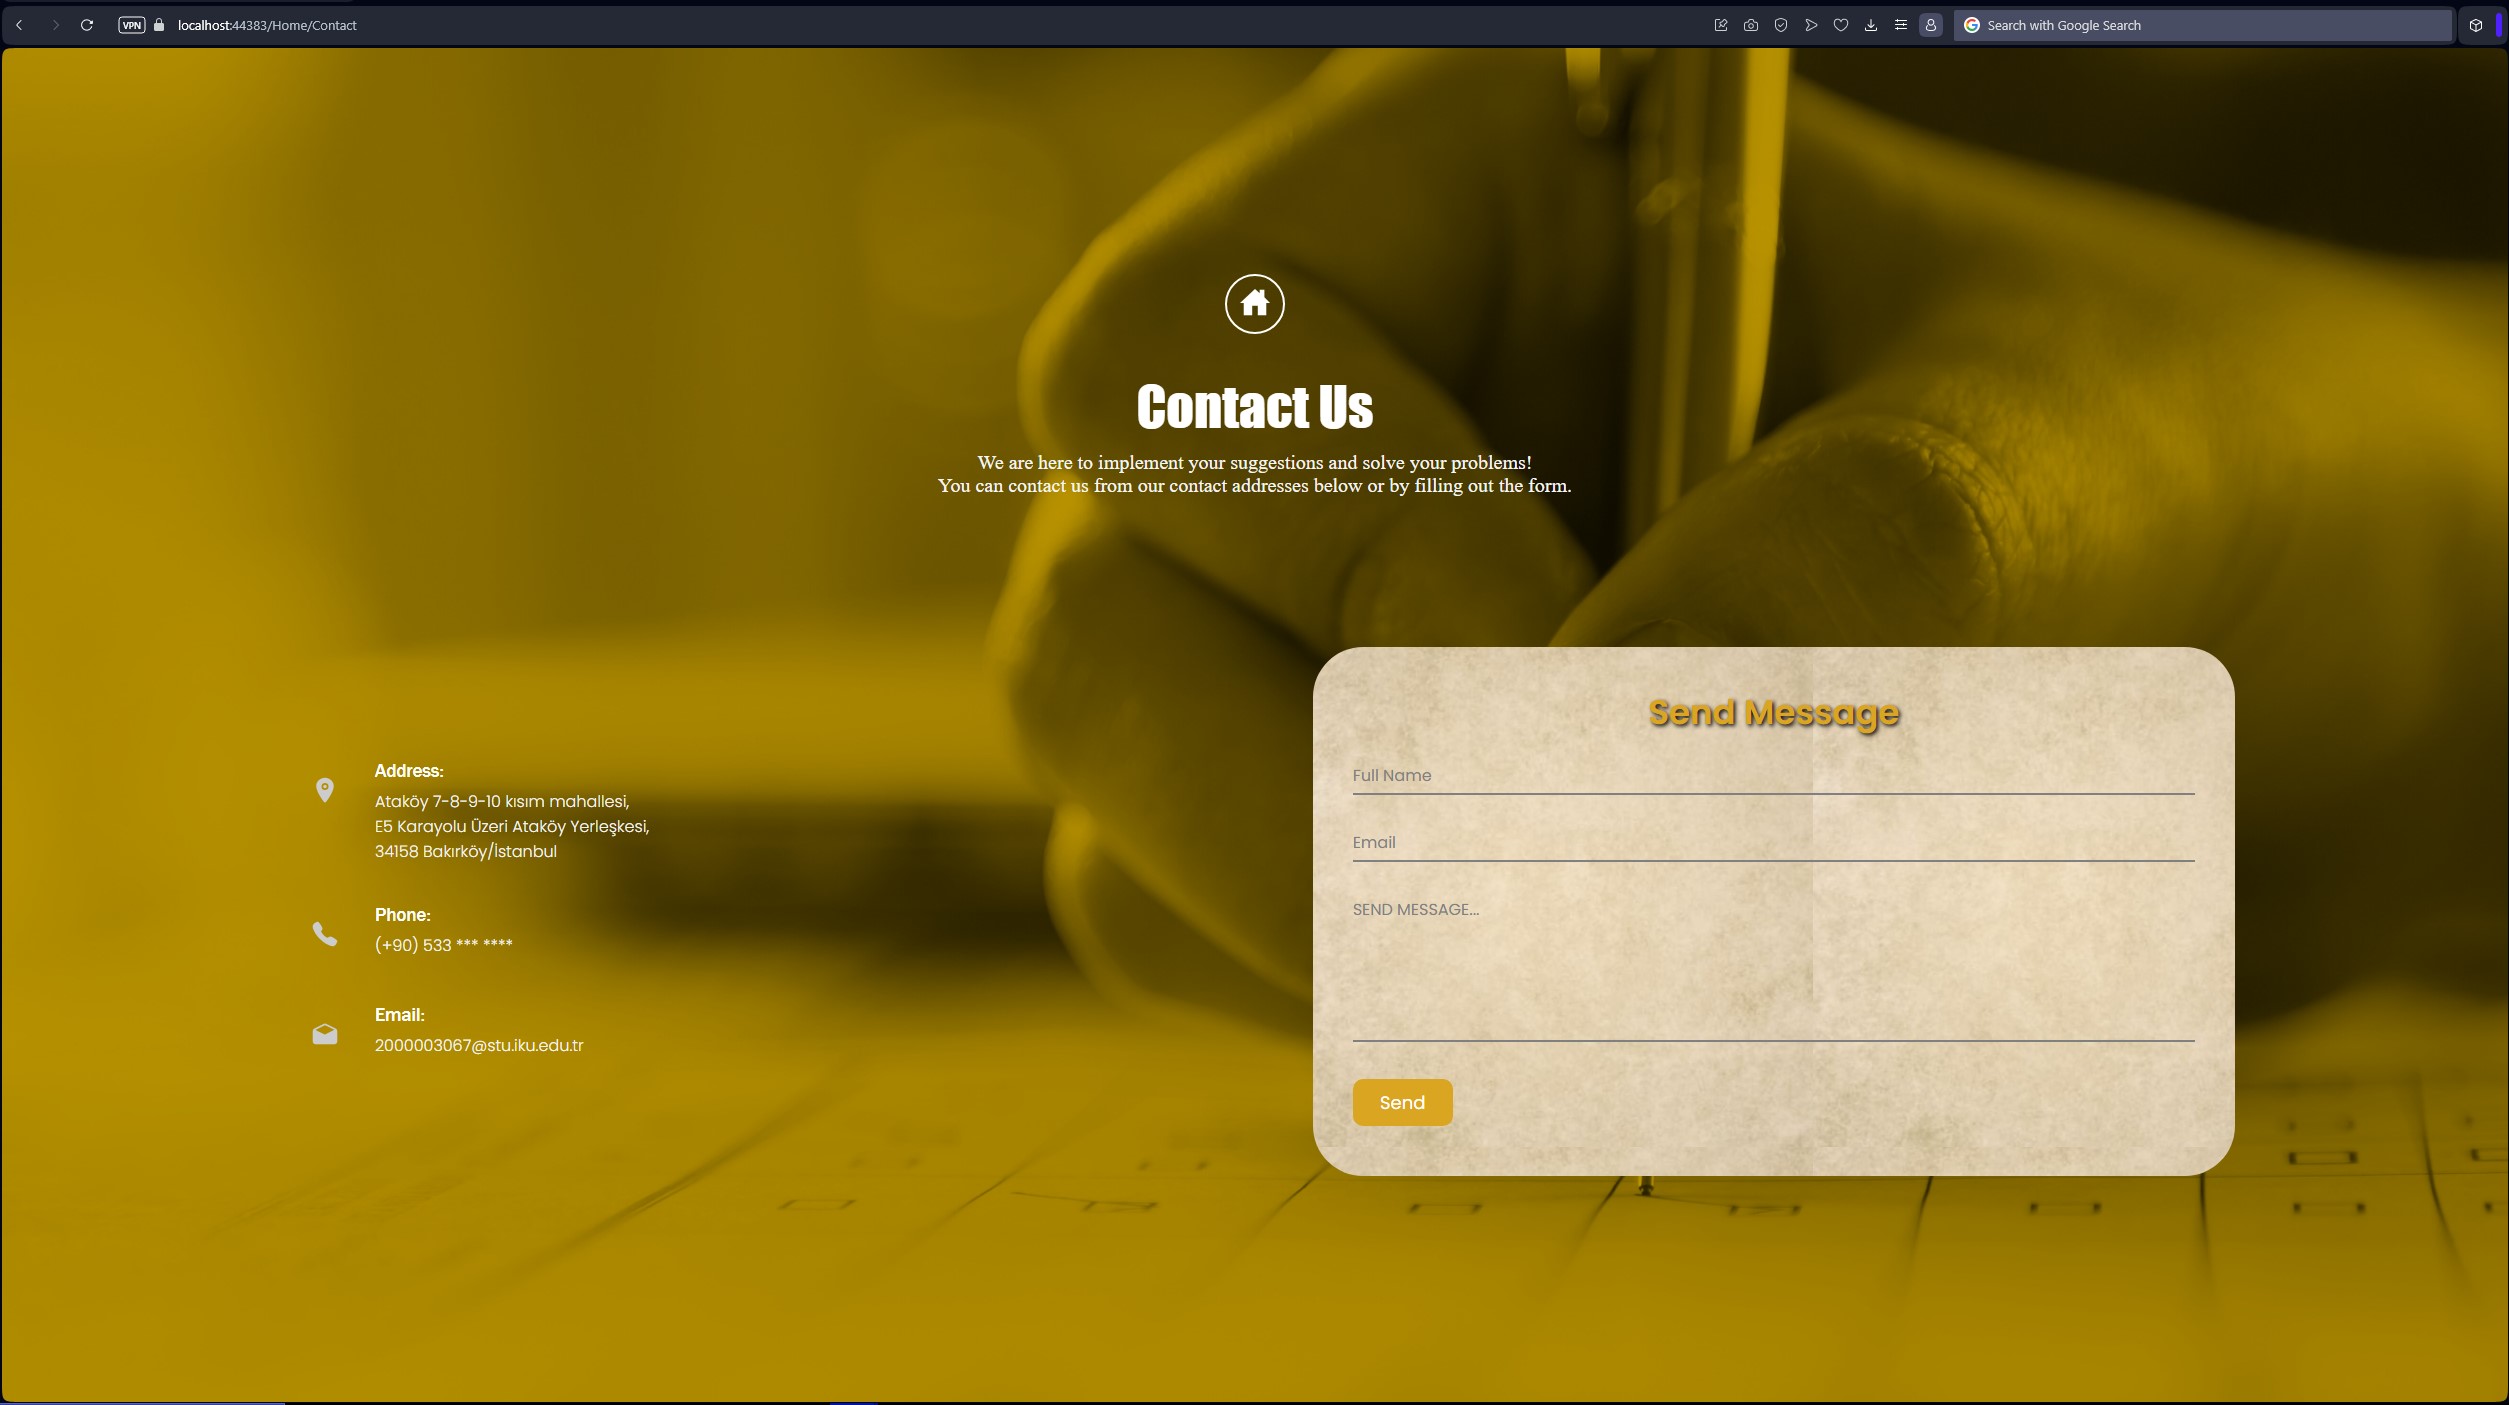 VPN
localhost:44383/Home/Contact
Search with Google Search
Contact Us
We are here to implement your suggestions and solve your problems!
You can contact us from our contact addresses below or by filling out the form.
Address:
Ataköy 7-8-9-10 kısım mahallesi,
E5 Karayolu Üzeri Ataköy Yerleşkesi,
34158 Bakırköy/İstanbul
Phone:
(+90) 533 *** ****
Email:
2000003067@stu.iku.edu.tr
Send Message
Full Name
Email
SEND MESSAGE...
Send